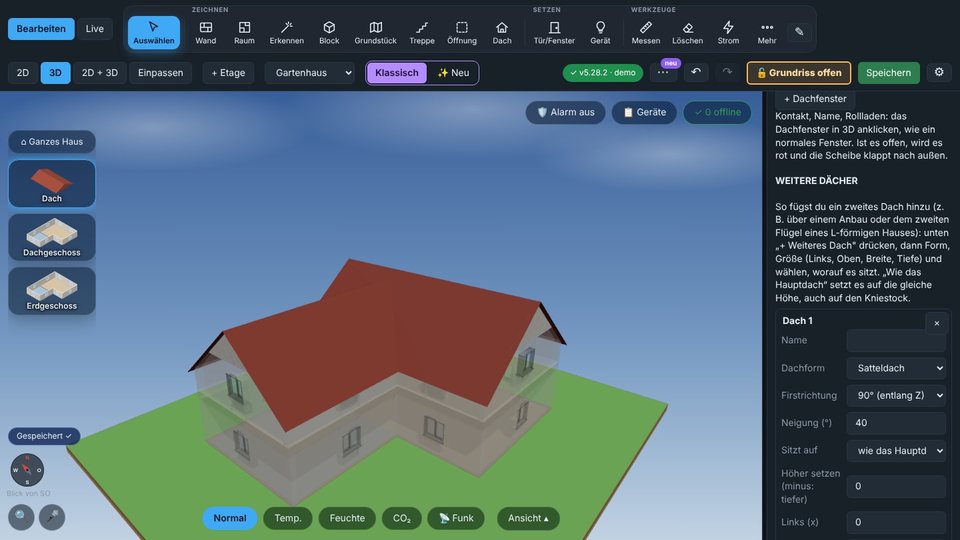 ZEICHNEN
SETZEN
WERKZEUGE
Bearbeiten
Live
Auswählen
Wand
Raum
Erkennen
Block
Grundstück
Treppe
Öffnung
Dach
Tür/Fenster
Gerät
Messen
Löschen
Strom
Mehr
2D
3D
2D + 3D
Einpassen
+ Etage
Gartenhaus
Klassisch
✨ Neu
✓ v5.28.2 · demo
neu
Grundriss offen
Speichern
Alarm aus
Geräte
✓ 0 offline
⌂ Ganzes Haus
Dach
Dachgeschoss
Erdgeschoss
Gespeichert ✓
N
W
O
S
Blick von SO
Normal
Temp.
Feuchte
CO₂
Funk
Ansicht ▴
+ Dachfenster
Kontakt, Name, Rollladen: das
Dachfenster in 3D anklicken, wie ein
normales Fenster. Ist es offen, wird es
rot und die Scheibe klappt nach außen.
WEITERE DÄCHER
So fügst du ein zweites Dach hinzu (z.
B. über einem Anbau oder dem zweiten
Flügel eines L-förmigen Hauses): unten
„+ Weiteres Dach" drücken, dann Form,
Größe (Links, Oben, Breite, Tiefe) und
wählen, worauf es sitzt. „Wie das
Hauptdach" setzt es auf die gleiche
Höhe, auch auf den Kniestock.
Dach 1
×
Name
Dachform
Satteldach
Firstrichtung
90° (entlang Z)
Neigung (°)
40
Sitzt auf
wie das Hauptd
Höher setzen
(minus:
tiefer)
0
Links (x)
0